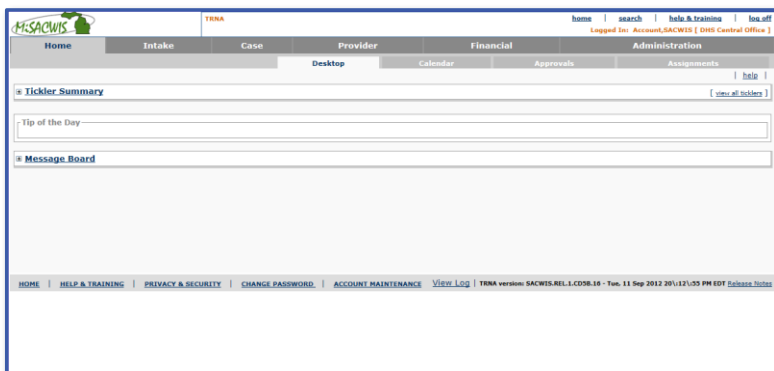 MiSACWIS
TRNA
home | search | help & training | log off
Logged In: Account,SACWIS [ DHS Central Office ]
Home Intake Case Provider Financial Administration
Desktop Calendar Approvals Assignments
| help |
Tickler Summary [ view all ticklers ]
Tip of the Day
Message Board
HOME | HELP & TRAINING | PRIVACY & SECURITY | CHANGE PASSWORD | ACCOUNT MAINTENANCE View Log | TRNA version: SACWIS.REL.1.CD5B.16 - Tue, 11 Sep 2012 20\:12\:55 PM EDT Release Notes